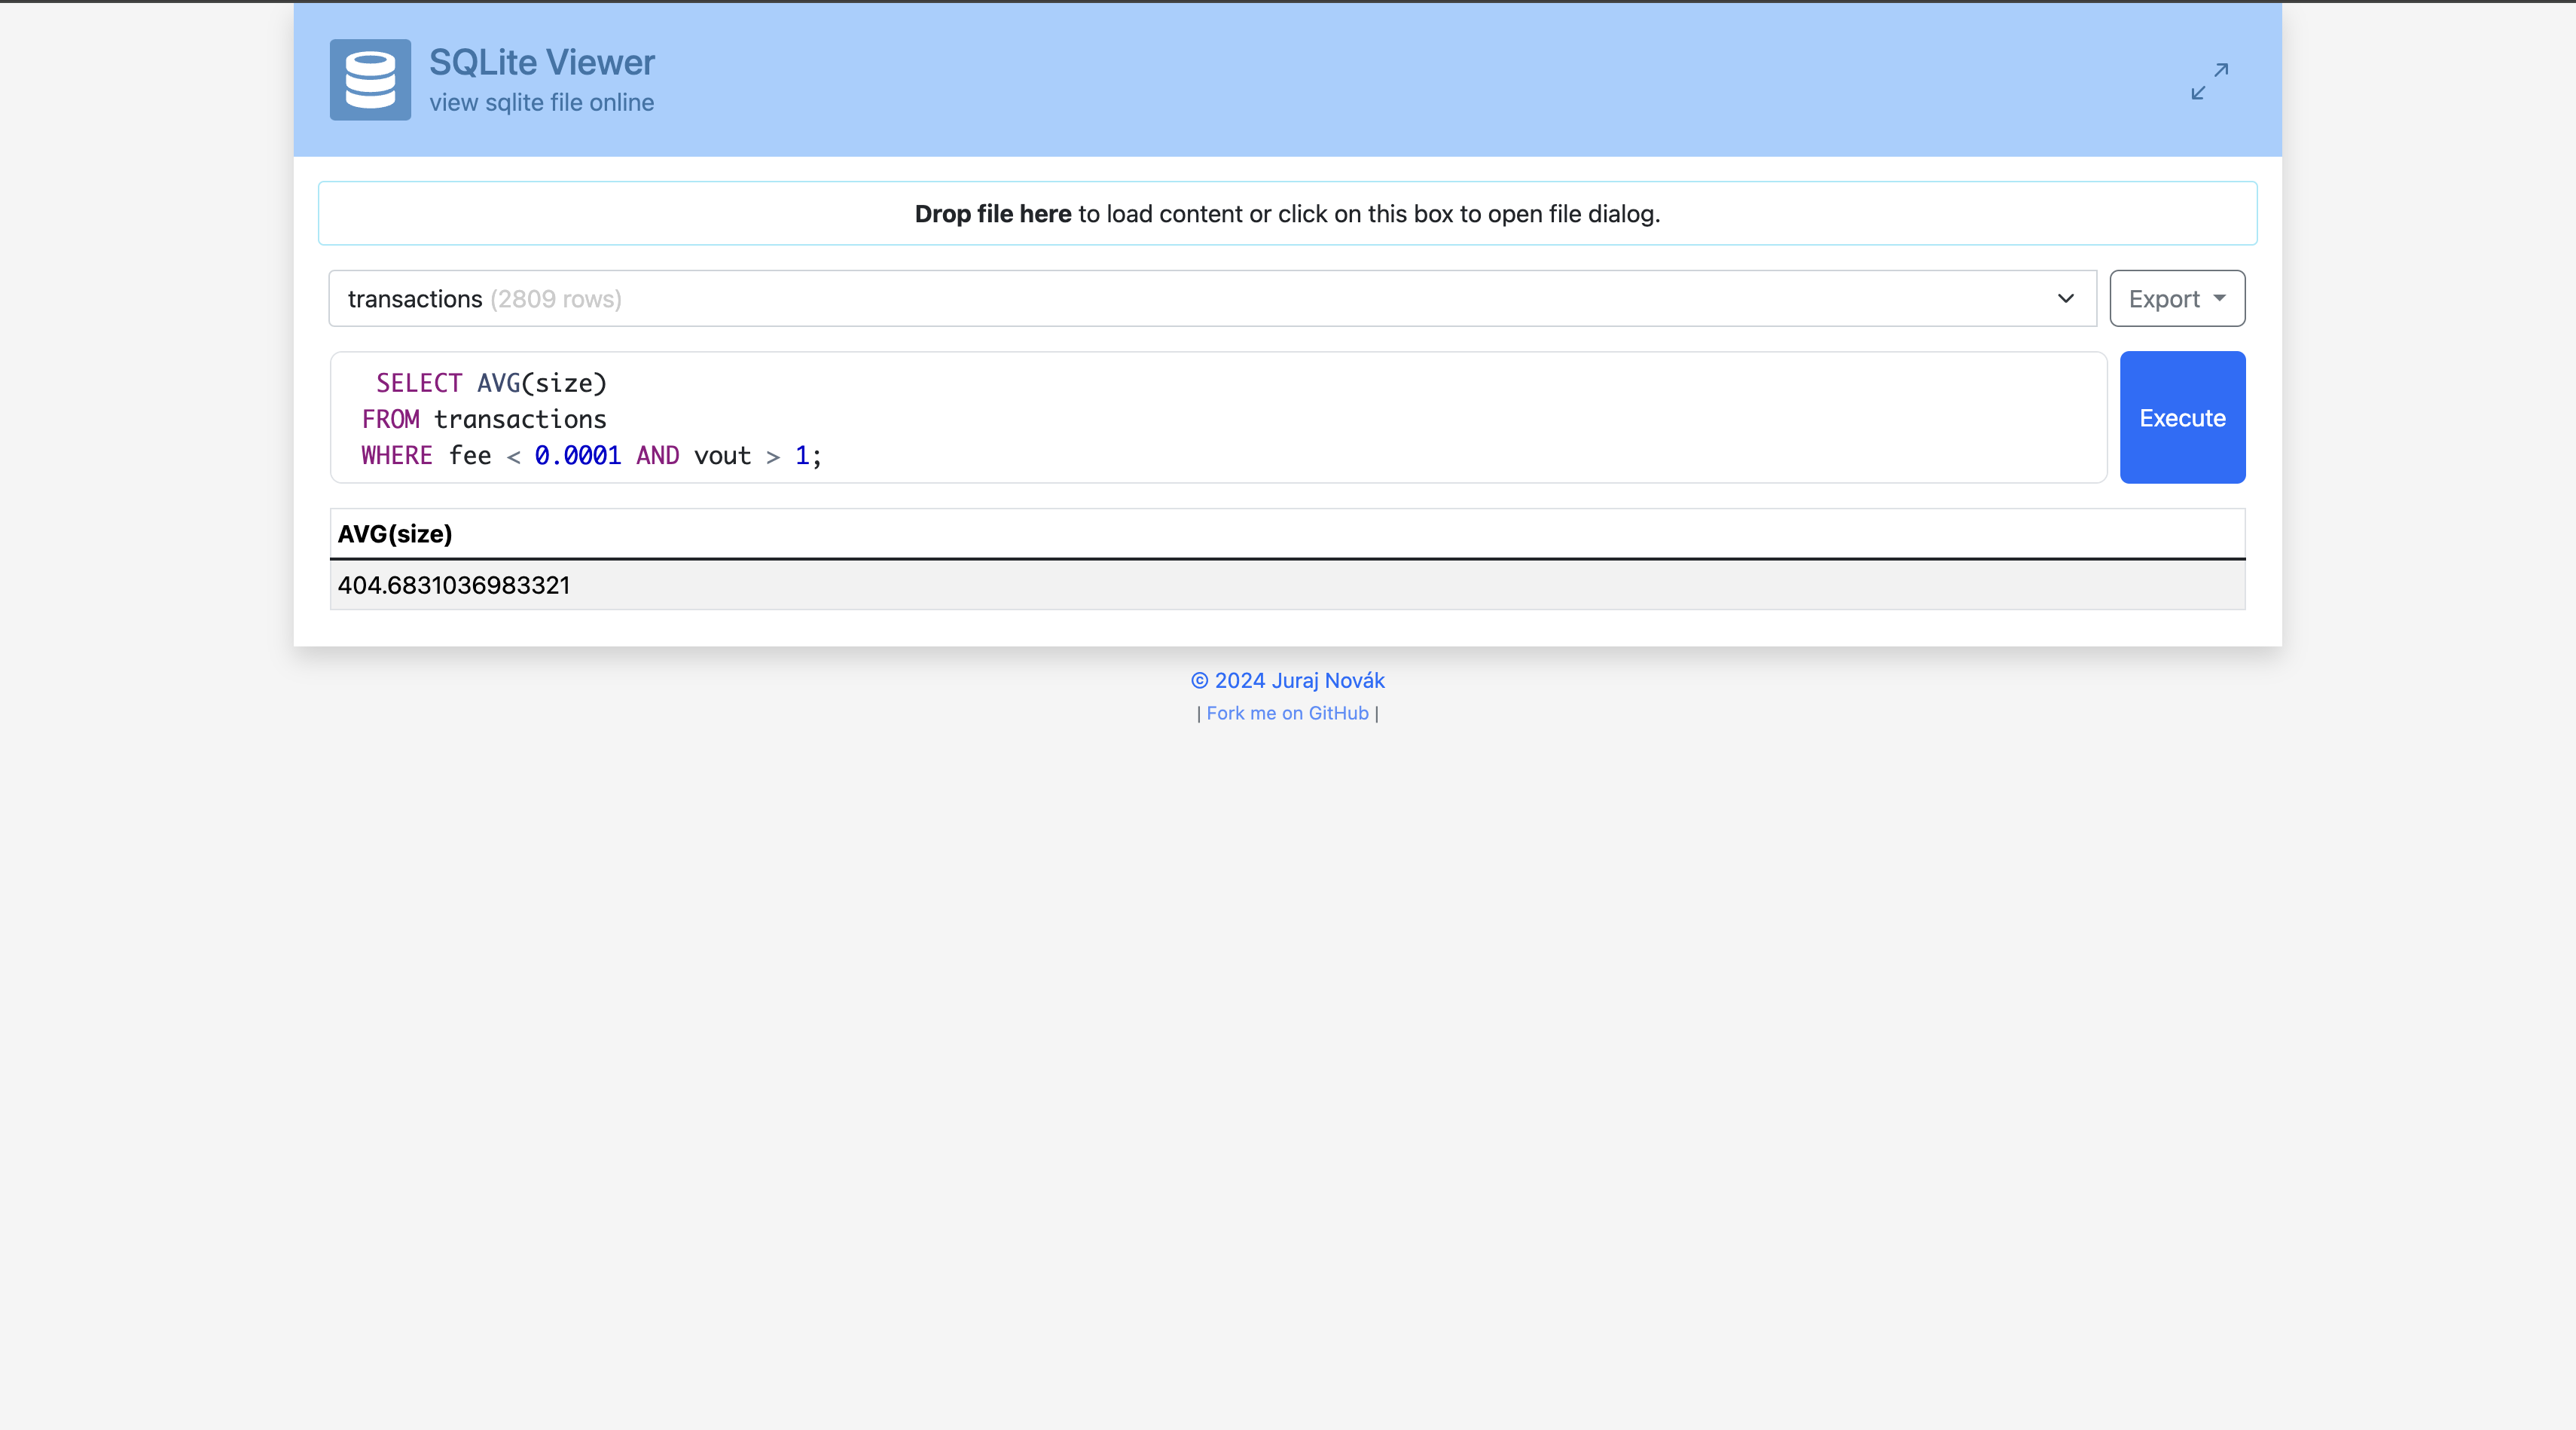 SQLite Viewer
view sqlite file online
Drop file here to load content or click on this box to open file dialog.
transactions (2809 rows)
Export
SELECT AVG(size)
FROM transactions
WHERE fee < 0.0001 AND vout > 1;
Execute
AVG(size)
404.6831036983321
© 2024 Juraj Novák
| Fork me on GitHub |